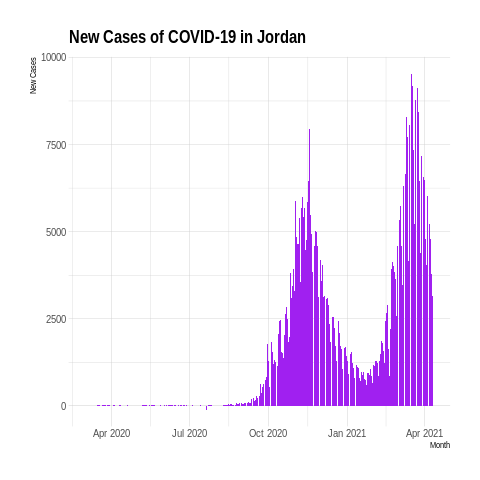 New Cases of COVID-19 in Jordan
New Cases
10000
7500
5000
2500
0
Apr 2020 Jul 2020 Oct 2020 Jan 2021 Apr 2021
Month